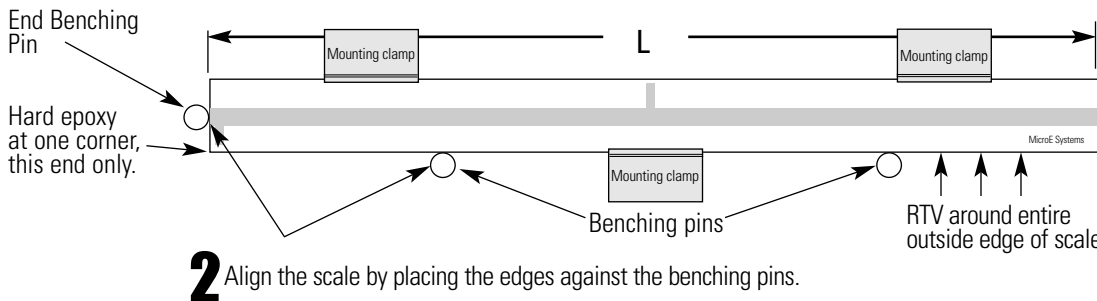 End Benching
Pin
L
Mounting clamp
Mounting clamp
Hard epoxy
at one corner,
this end only.
MicroE Systems
Mounting clamp
Benching pins
RTV around entire
outside edge of scale
2 Align the scale by placing the edges against the benching pins.